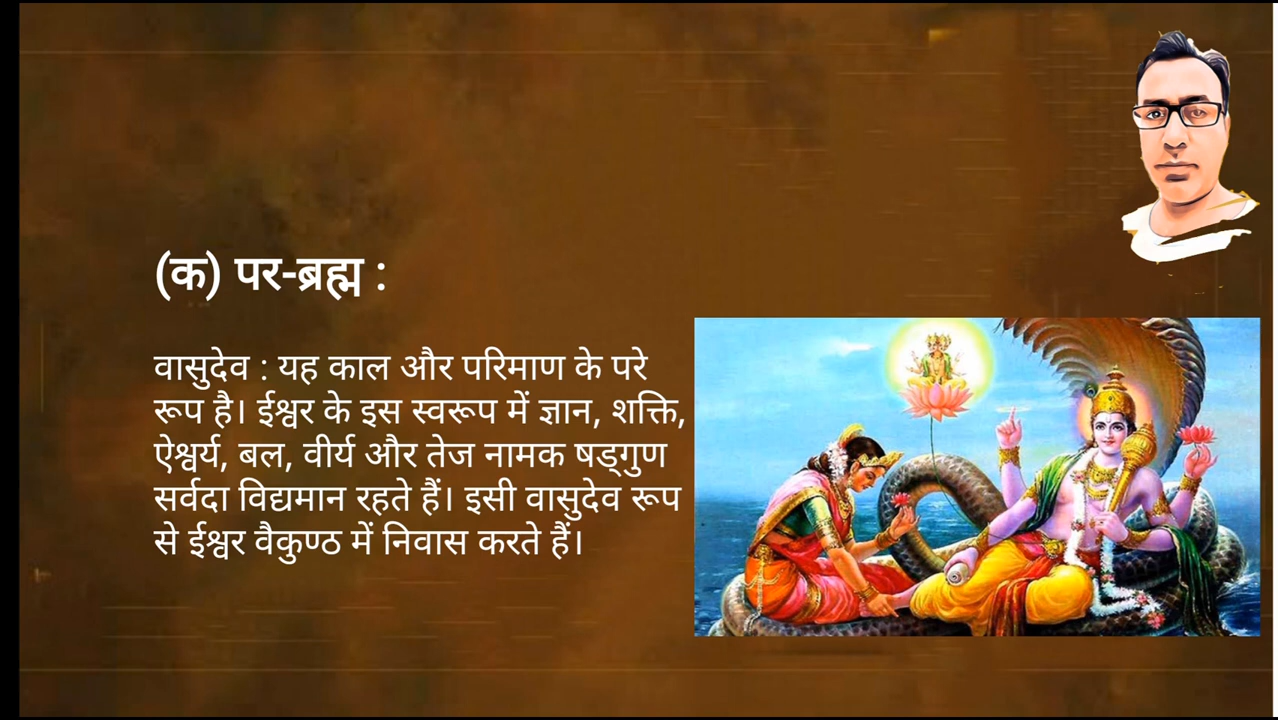 (क) पर-ब्रह्म :
वासुदेव : यह काल और परिमाण के परे
रूप है। ईश्वर के इस स्वरूप में ज्ञान, शक्ति,
ऐश्वर्य, बल, वीर्य और तेज नामक षड्गुण
सर्वदा विद्यमान रहते हैं। इसी वासुदेव रूप
से ईश्वर वैकुण्ठ में निवास करते हैं।